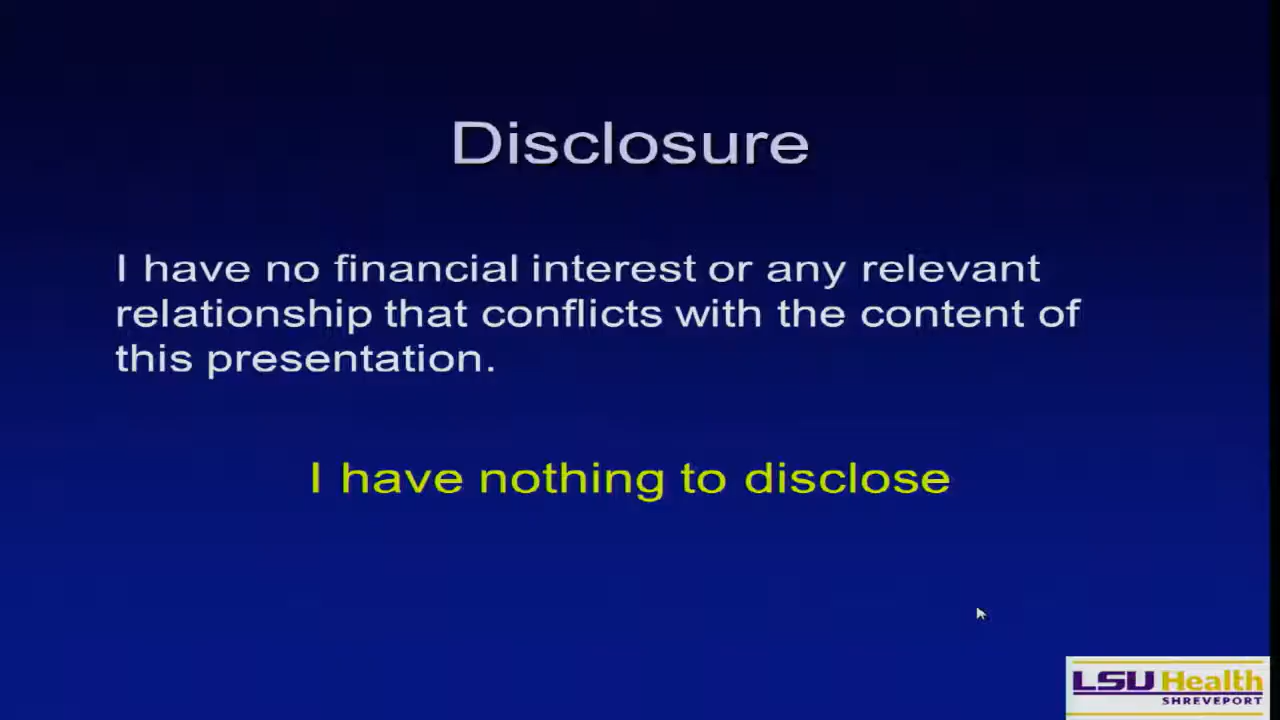 Disclosure
I have no financial interest or any relevant
relationship that conflicts with the content of
this presentation.
I have nothing to disclose
LSU Health
SHREVEPORT